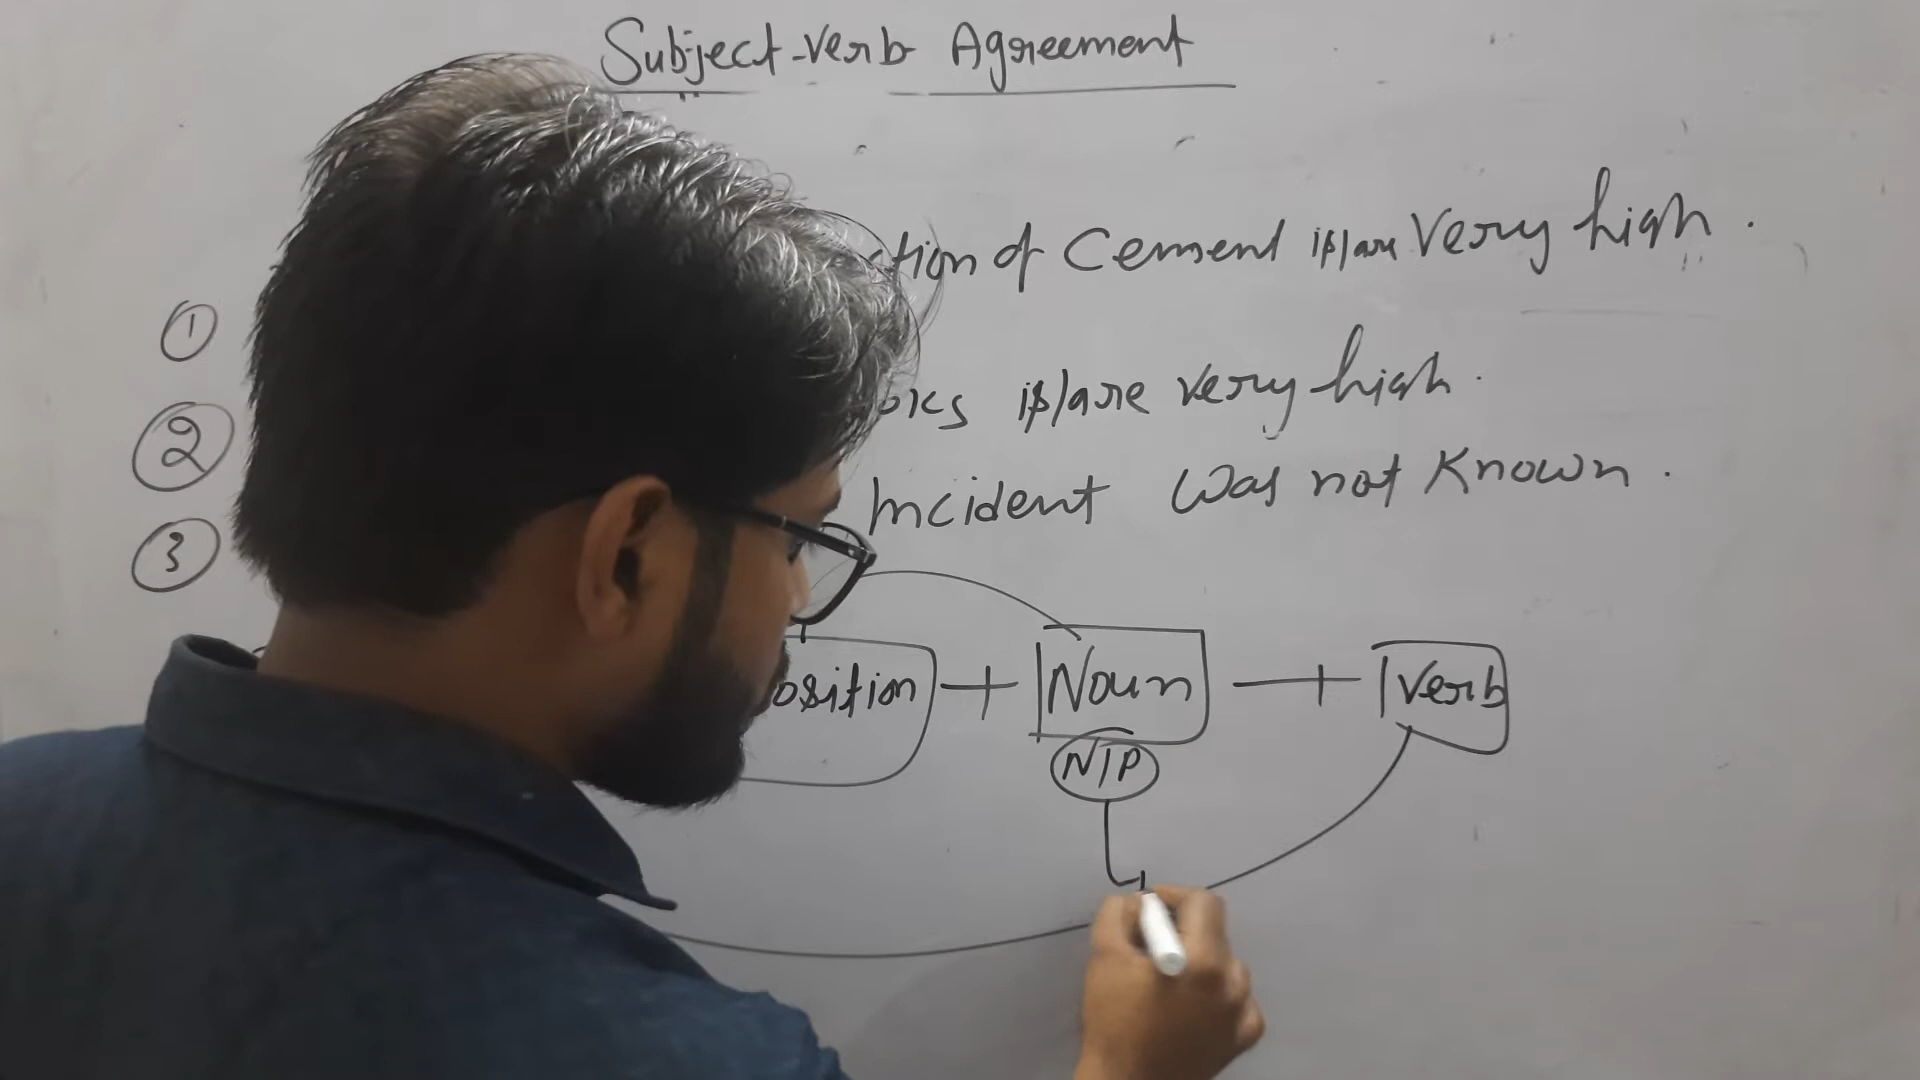 Subject-verb Agreement
ction of Cement is/are very high.
①
oks is/are very high.
②
Incident was not known.
③
osition + Noun + Verb
N/P